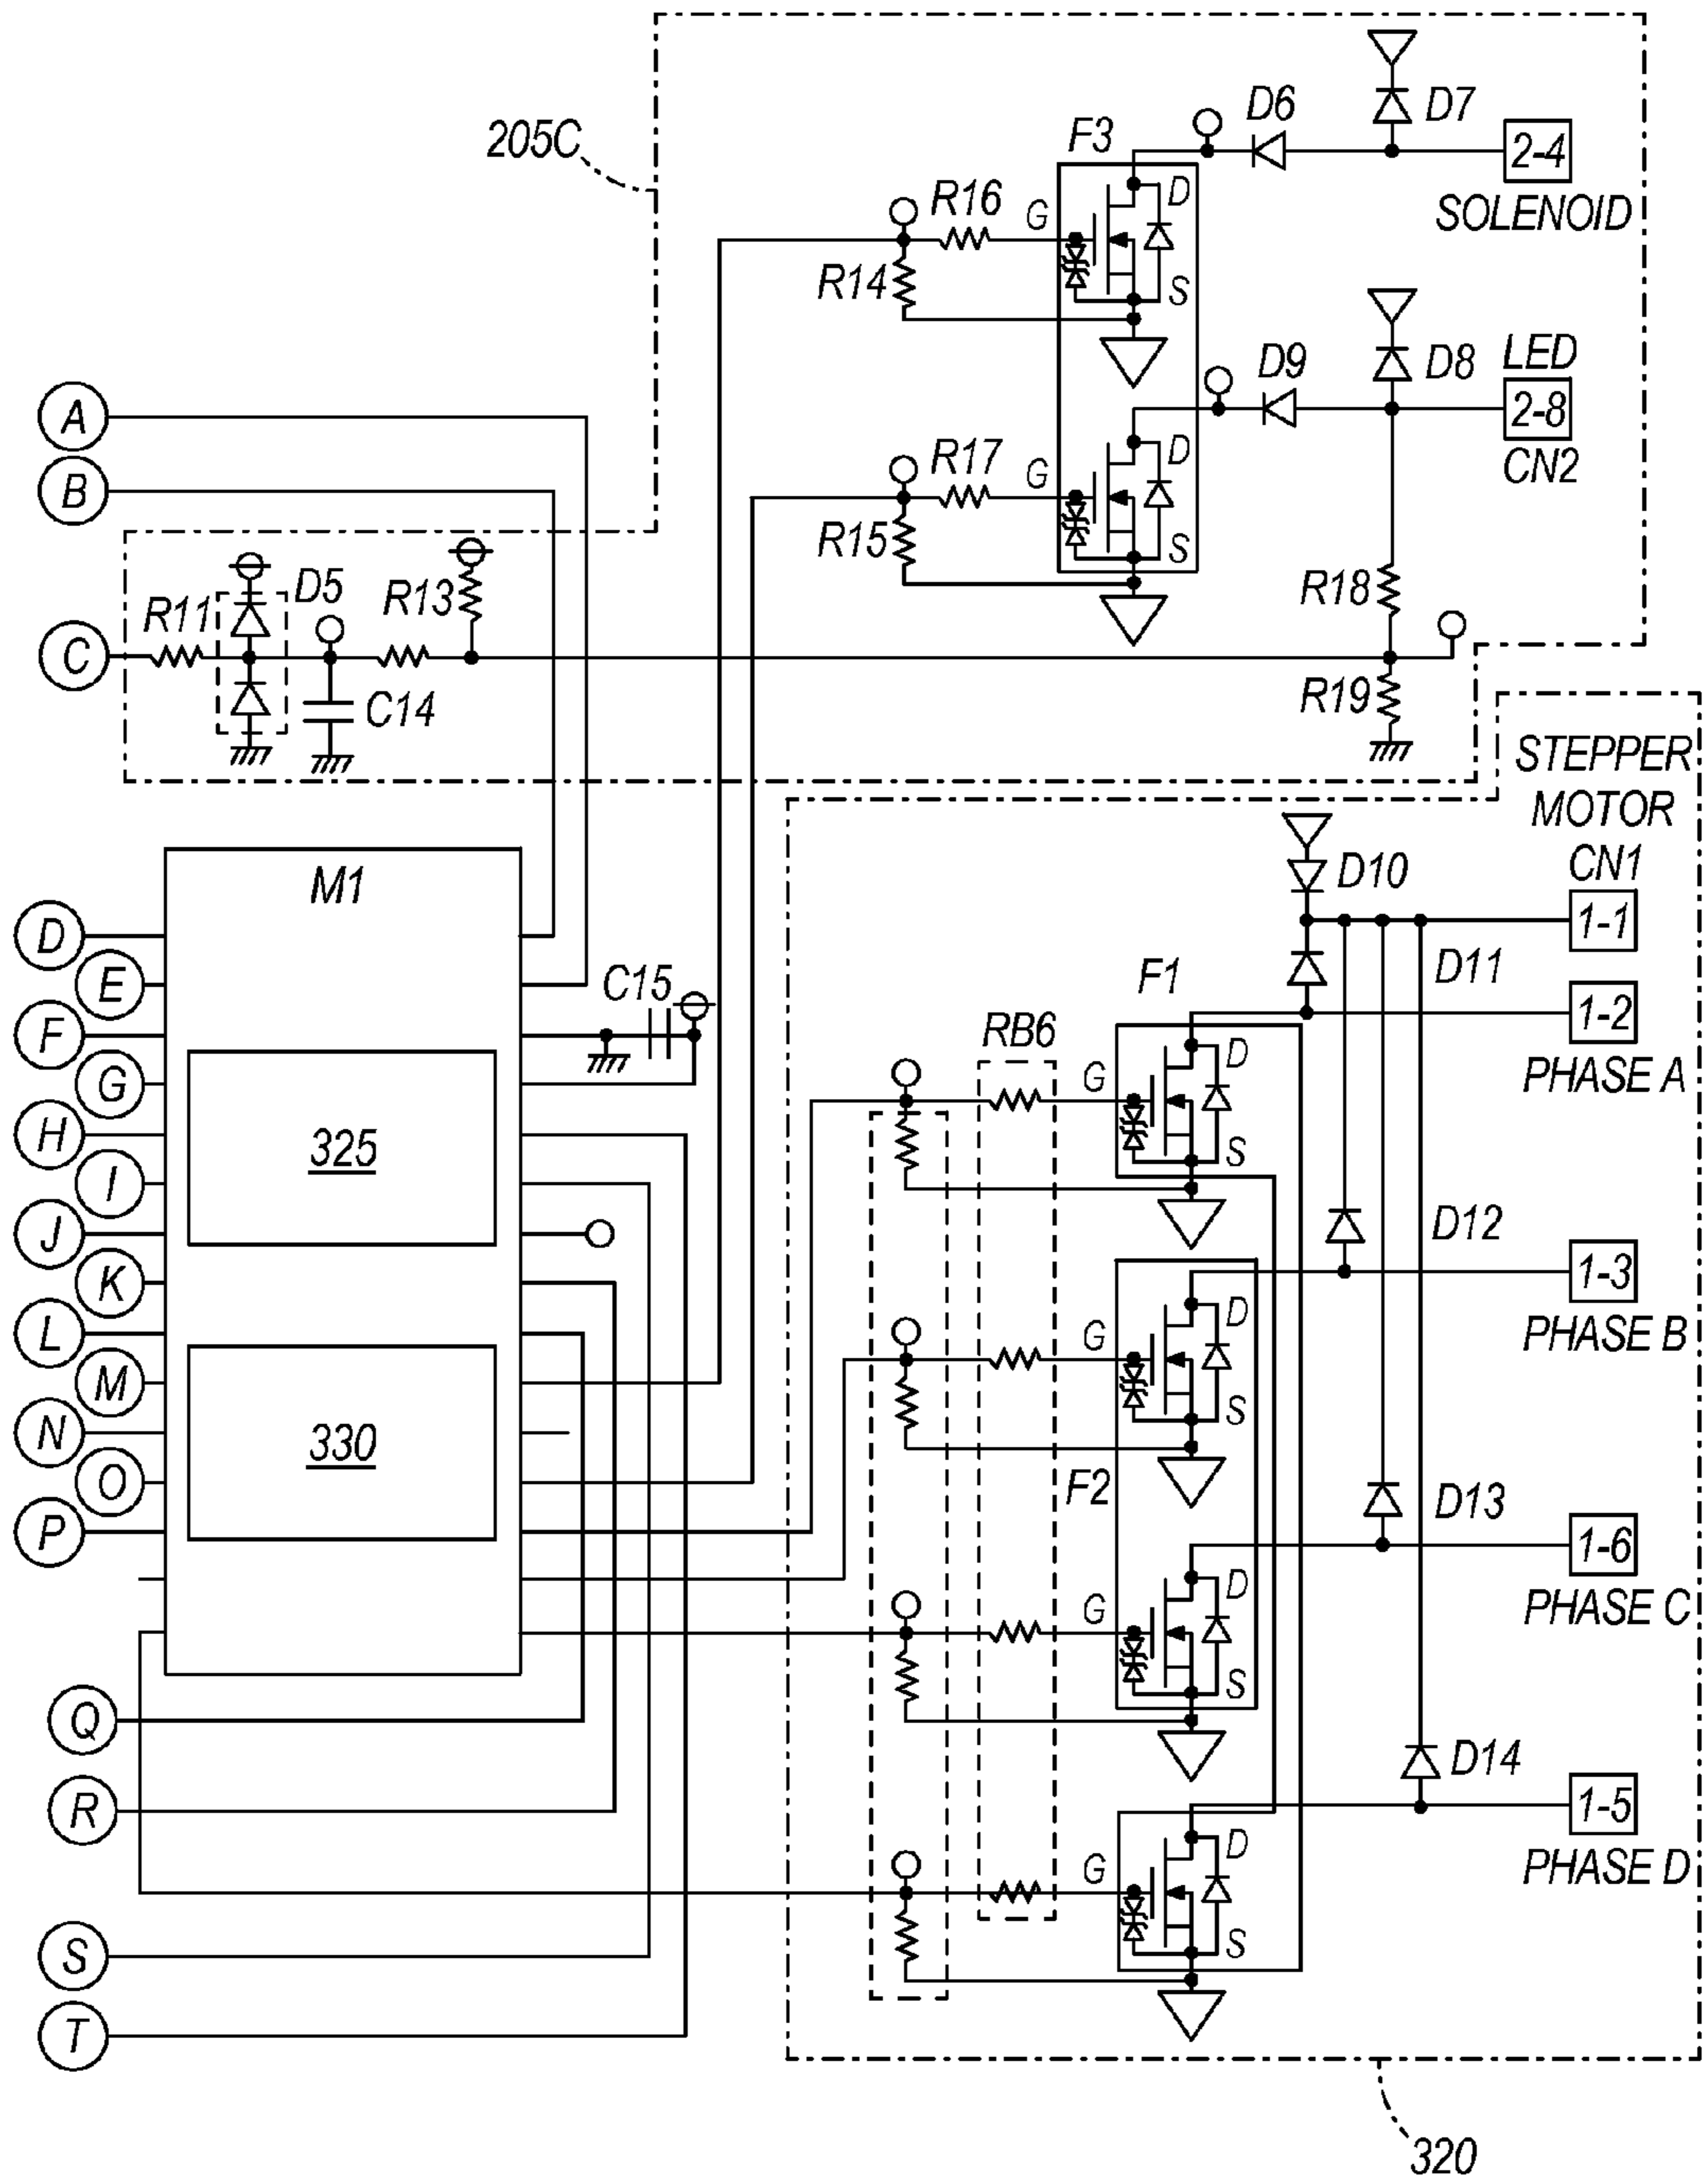 205C
F3
D6
D7
2-4
SOLENOID
R16
G
D
S
R14
D9
D8
LED
2-8
CN2
R17
G
D
S
R15
A
B
R11
D5
R13
C
C14
R18
R19
STEPPER
MOTOR
CN1
D10
1-1
D11
1-2
PHASE A
M1
D
E
F
G
H
I
J
K
L
M
N
O
P
325
330
C15
RB6
F1
G
D
S
D12
1-3
PHASE B
G
D
S
F2
D13
1-6
PHASE C
G
D
S
D14
1-5
PHASE D
G
D
S
Q
R
S
T
320